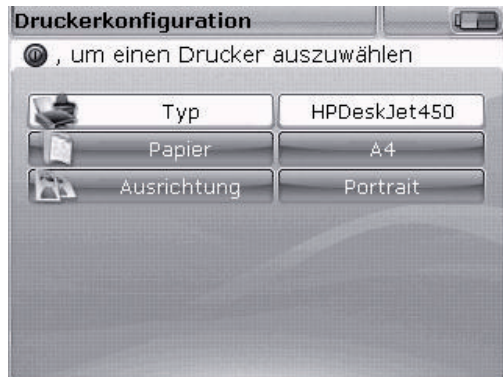 Druckerkonfiguration
, um einen Drucker auszuwählen
Typ HPDeskJet450
Papier A4
Ausrichtung Portrait